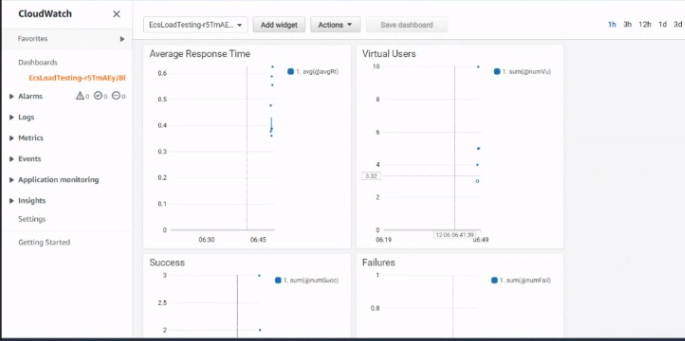 CloudWatch
Favorites
Dashboards
EcsLoadTesting-r5TmAEyJ8l
Alarms 0 0 0
Logs
Metrics
Events
Application monitoring
Insights
Settings
Getting Started
EcsLoadTesting-r5TmAE...
Add widget
Actions
Save dashboard
1h 3h 12h 1d 3d
Average Response Time
0.6
0.5
0.4
0.3
0.2
0.1
0
06:30 06:45
1. avg(@avgRt)
Virtual Users
10
8
6
4
3.32
2
0
06:19 12-06 06:41:39 06:49
1. sum(@numVu)
Success
3
2.5
2
1. sum(@numSucc)
Failures
1
0.8
1. sum(@numFail)